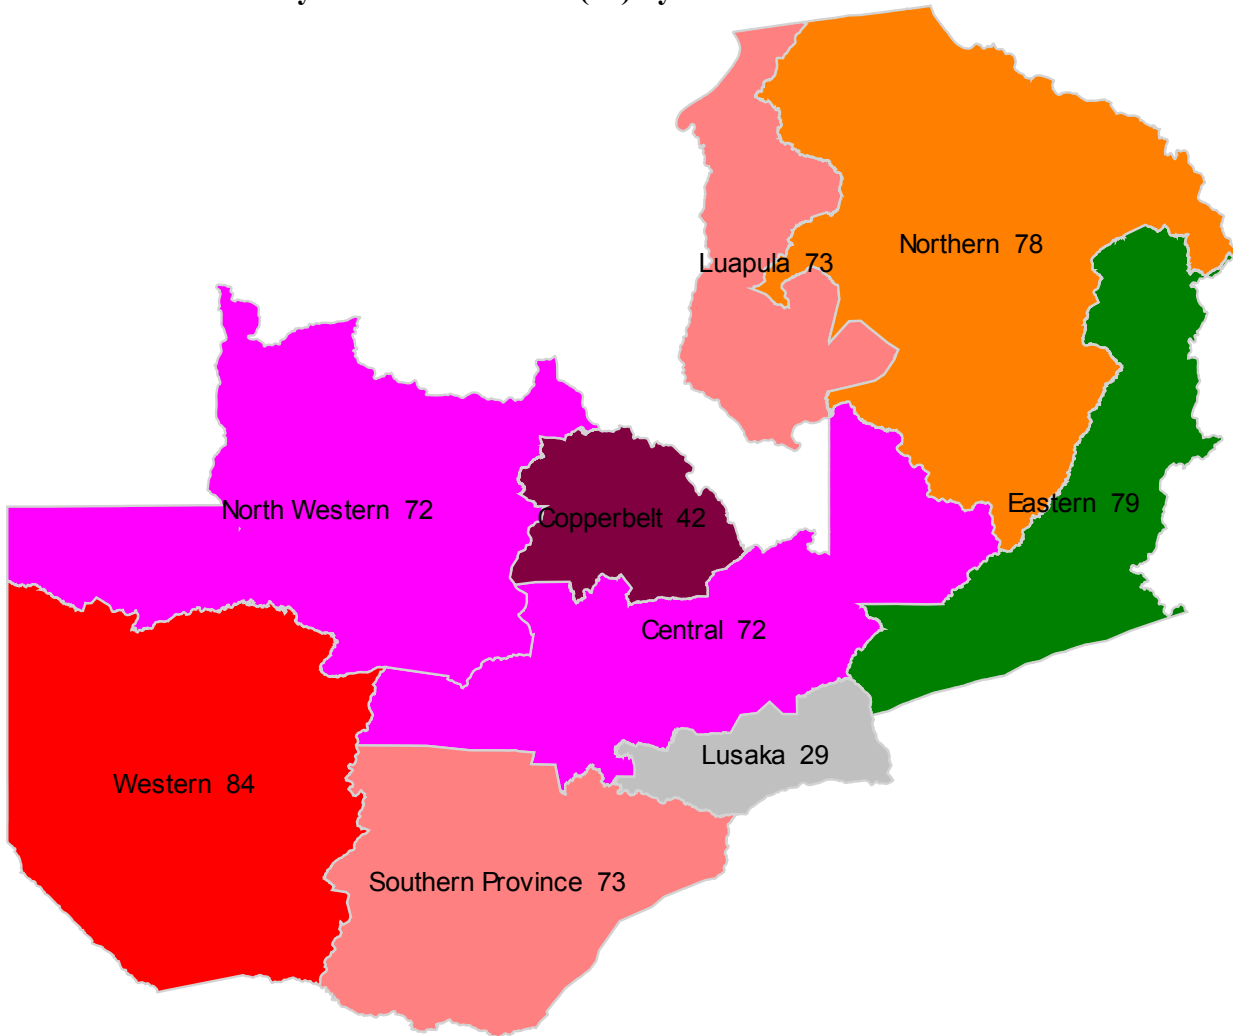 Northern 78
Luapula 73
Eastern 79
North Western 72
Copperbelt 42
Central 72
Lusaka 29
Western 84
Southern Province 73